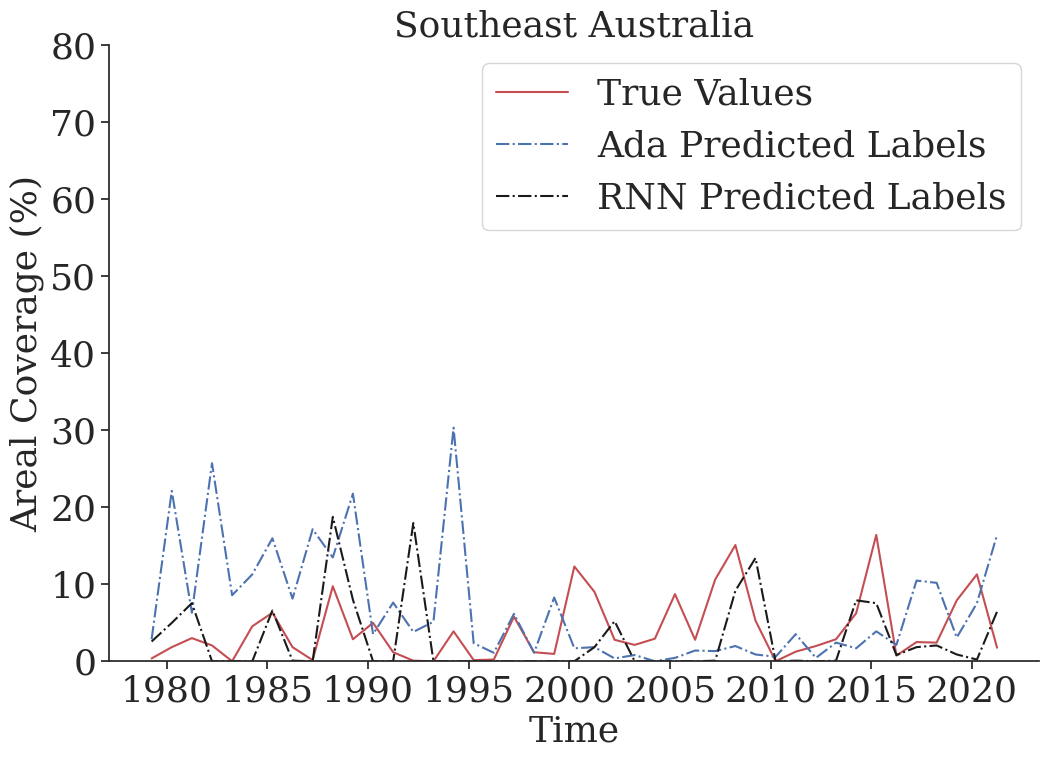 Southeast Australia
True Values
Ada Predicted Labels
RNN Predicted Labels
Areal Coverage (%)
80
70
60
50
40
30
20
10
0
1980 1985 1990 1995 2000 2005 2010 2015 2020
Time